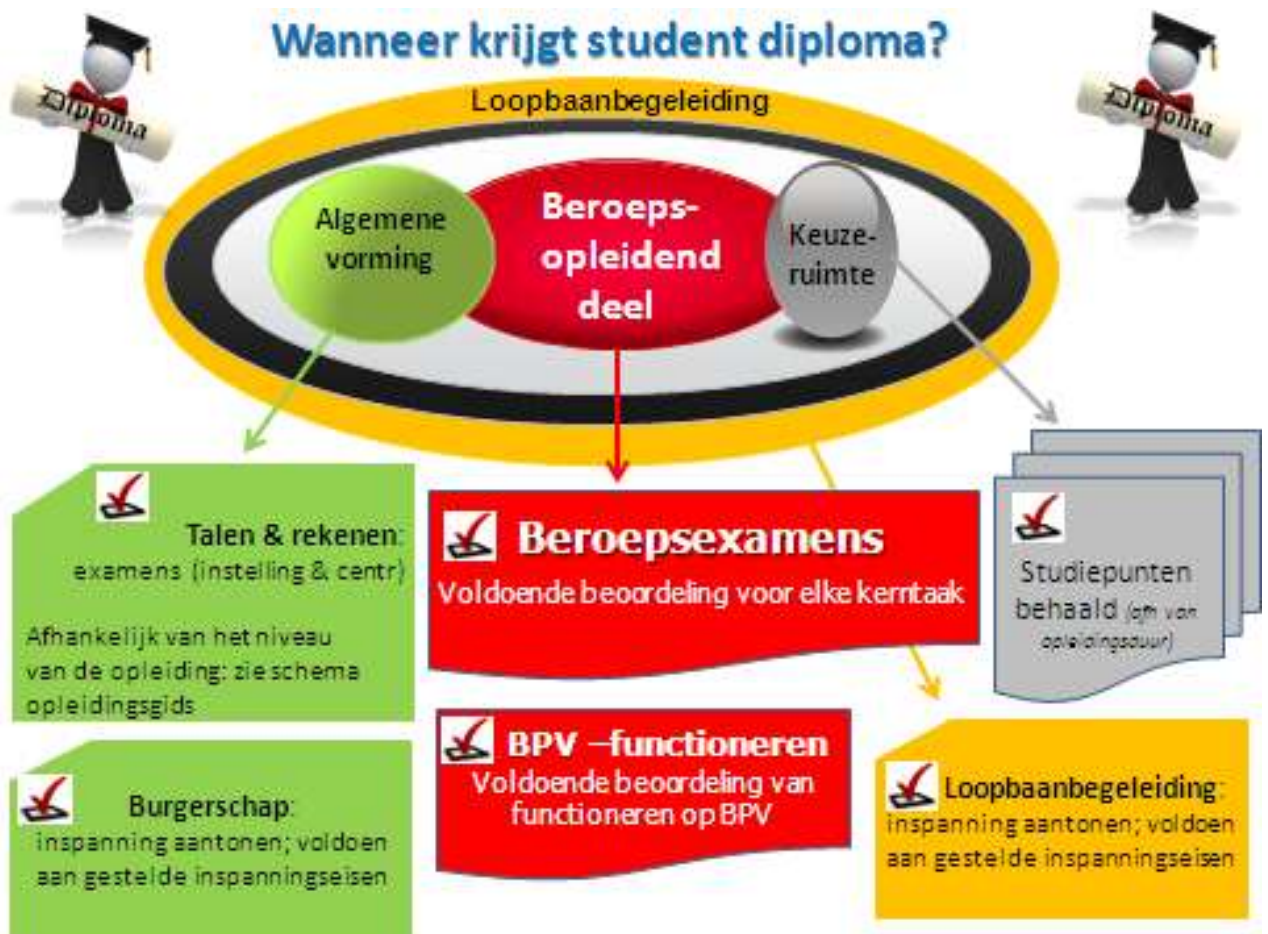 Wanneer krijgt student diploma?
Diploma
Diploma
Loopbaanbegeleiding
Algemene
vorming
Beroeps-
opleidend
deel
Keuze-
ruimte
Talen & rekenen:
examens (instelling & centr)
Afhankelijk van het niveau
van de opleiding: zie schema
opleidingsgids
Beroepsexamens
Voldoende beoordeling voor elke kerntaak
Studiepunten
behaald (afh van
opleidingsduur)
Burgerschap:
inspanning aantonen; voldoen
aan gestelde inspanningseisen
BPV –functioneren
Voldoende beoordeling van
functioneren op BPV
Loopbaanbegeleiding:
inspanning aantonen; voldoen
aan gestelde inspanningseisen